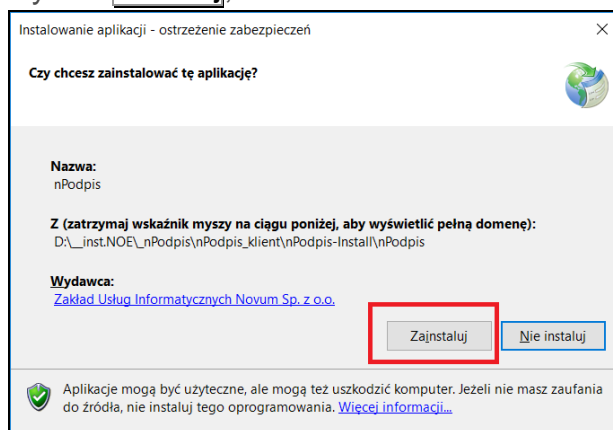 Instalowanie aplikacji - ostrzeżenie zabezpieczeń
Czy chcesz zainstalować tę aplikację?
Nazwa:
nPodpis
Z (zatrzymaj wskaźnik myszy na ciągu poniżej, aby wyświetlić pełną domenę):
D:\__inst.NOE\_nPodpis\nPodpis_klient\nPodpis-Install\nPodpis
Wydawca:
Zakład Usług Informatycznych Novum Sp. z o.o.
Zainstaluj
Nie instaluj
Aplikacje mogą być użyteczne, ale mogą też uszkodzić komputer. Jeżeli nie masz zaufania
do źródła, nie instaluj tego oprogramowania. Więcej informacji...